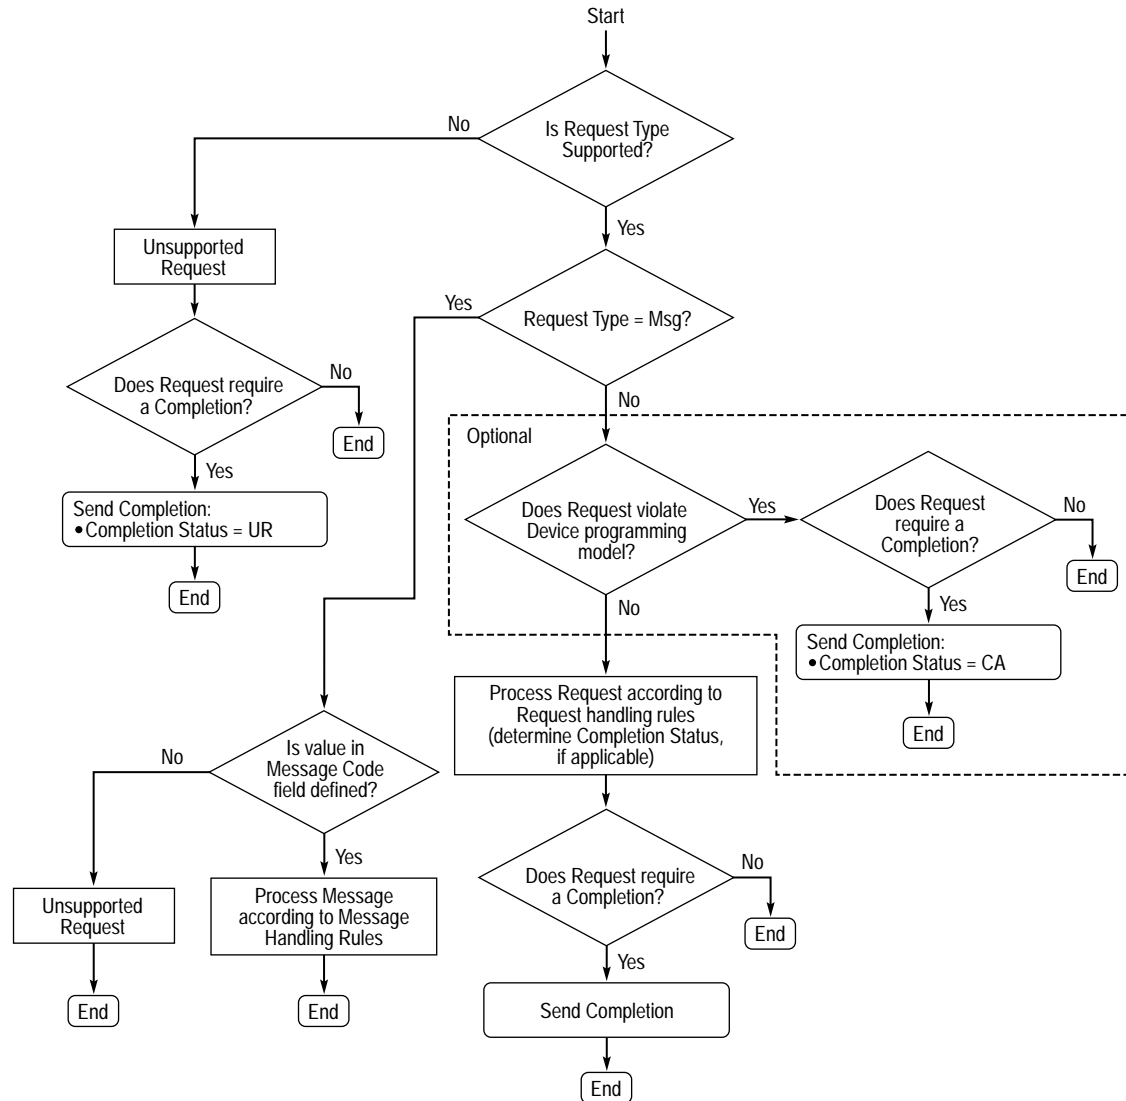 Start
Is Request Type
Supported?
No
Yes
Unsupported
Request
Request Type = Msg?
Yes
No
Does Request require
a Completion?
No
End
Yes
Send Completion:
• Completion Status = UR
End
Optional
Does Request violate
Device programming
model?
Yes
No
Does Request
require a
Completion?
No
End
Yes
Send Completion:
• Completion Status = CA
End
Process Request according to
Request handling rules
(determine Completion Status,
if applicable)
Is value in
Message Code
field defined?
No
Yes
Unsupported
Request
End
Process Message
according to Message
Handling Rules
End
Does Request require
a Completion?
No
End
Yes
Send Completion
End